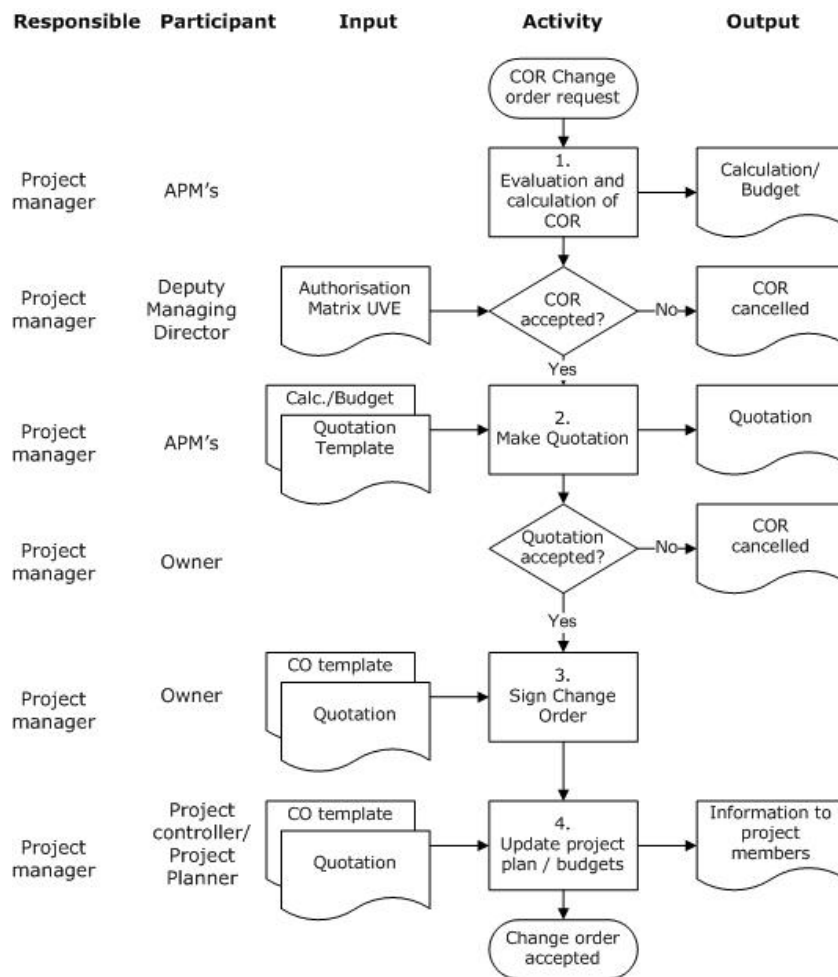 Responsible Participant Input Activity Output
COR Change
order request
Project
manager
APM's
1.
Evaluation and
calculation of
COR
Calculation/
Budget
Project
manager
Deputy
Managing
Director
Authorisation
Matrix UVE
COR
accepted?
No
COR
cancelled
Yes
Project
manager
APM's
Calc./Budget
Quotation
Template
2.
Make Quotation
Quotation
Project
manager
Owner
Quotation
accepted?
No
COR
cancelled
Yes
Project
manager
Owner
CO template
Quotation
3.
Sign Change
Order
Project
manager
Project
controller/
Project
Planner
CO template
Quotation
4.
Update project
plan / budgets
Information to
project
members
Change order
accepted